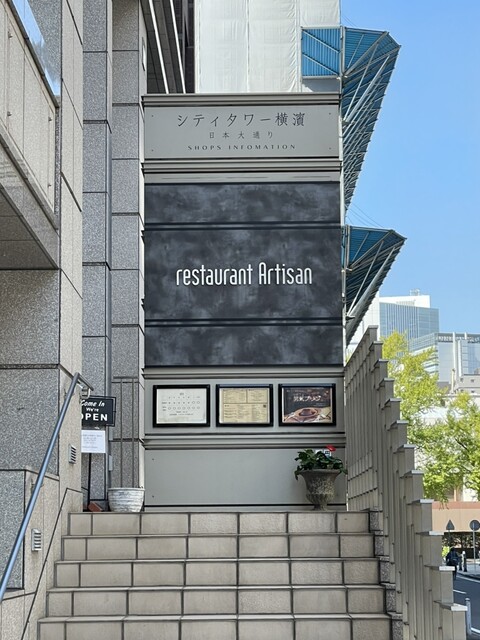 シティタワー横濱
日本大通り
SHOPS INFOMATION
restaurant Artisan
Come In
We're
OPEN